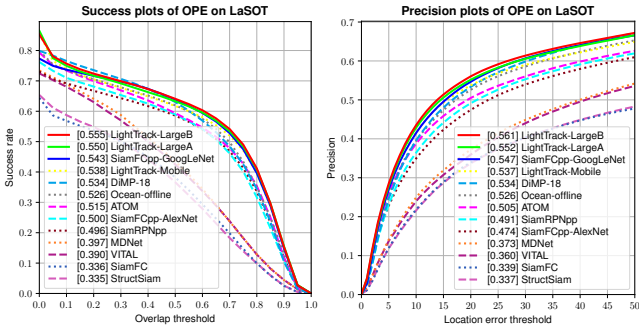 Success plots of OPE on LaSOT
Success rate
0.8
0.7
0.6
0.5
0.4
0.3
0.2
0.1
0.0
[0.555] LightTrack-LargeB
[0.550] LightTrack-LargeA
[0.543] SiamFCpp-GoogLeNet
[0.538] LightTrack-Mobile
[0.534] DiMP-18
[0.526] Ocean-offline
[0.515] ATOM
[0.500] SiamFCpp-AlexNet
[0.496] SiamRPNpp
[0.397] MDNet
[0.390] VITAL
[0.336] SiamFC
[0.335] StructSiam
0.0 0.1 0.2 0.3 0.4 0.5 0.6 0.7 0.8 0.9 1.0
Overlap threshold
Precision plots of OPE on LaSOT
Precision
0.7
0.6
0.5
0.4
0.3
0.2
0.1
0.0
[0.561] LightTrack-LargeB
[0.552] LightTrack-LargeA
[0.547] SiamFCpp-GoogLeNet
[0.537] LightTrack-Mobile
[0.534] DiMP-18
[0.526] Ocean-offline
[0.505] ATOM
[0.491] SiamRPNpp
[0.474] SiamFCpp-AlexNet
[0.373] MDNet
[0.360] VITAL
[0.339] SiamFC
[0.337] StructSiam
0 5 10 15 20 25 30 35 40 45 50
Location error threshold